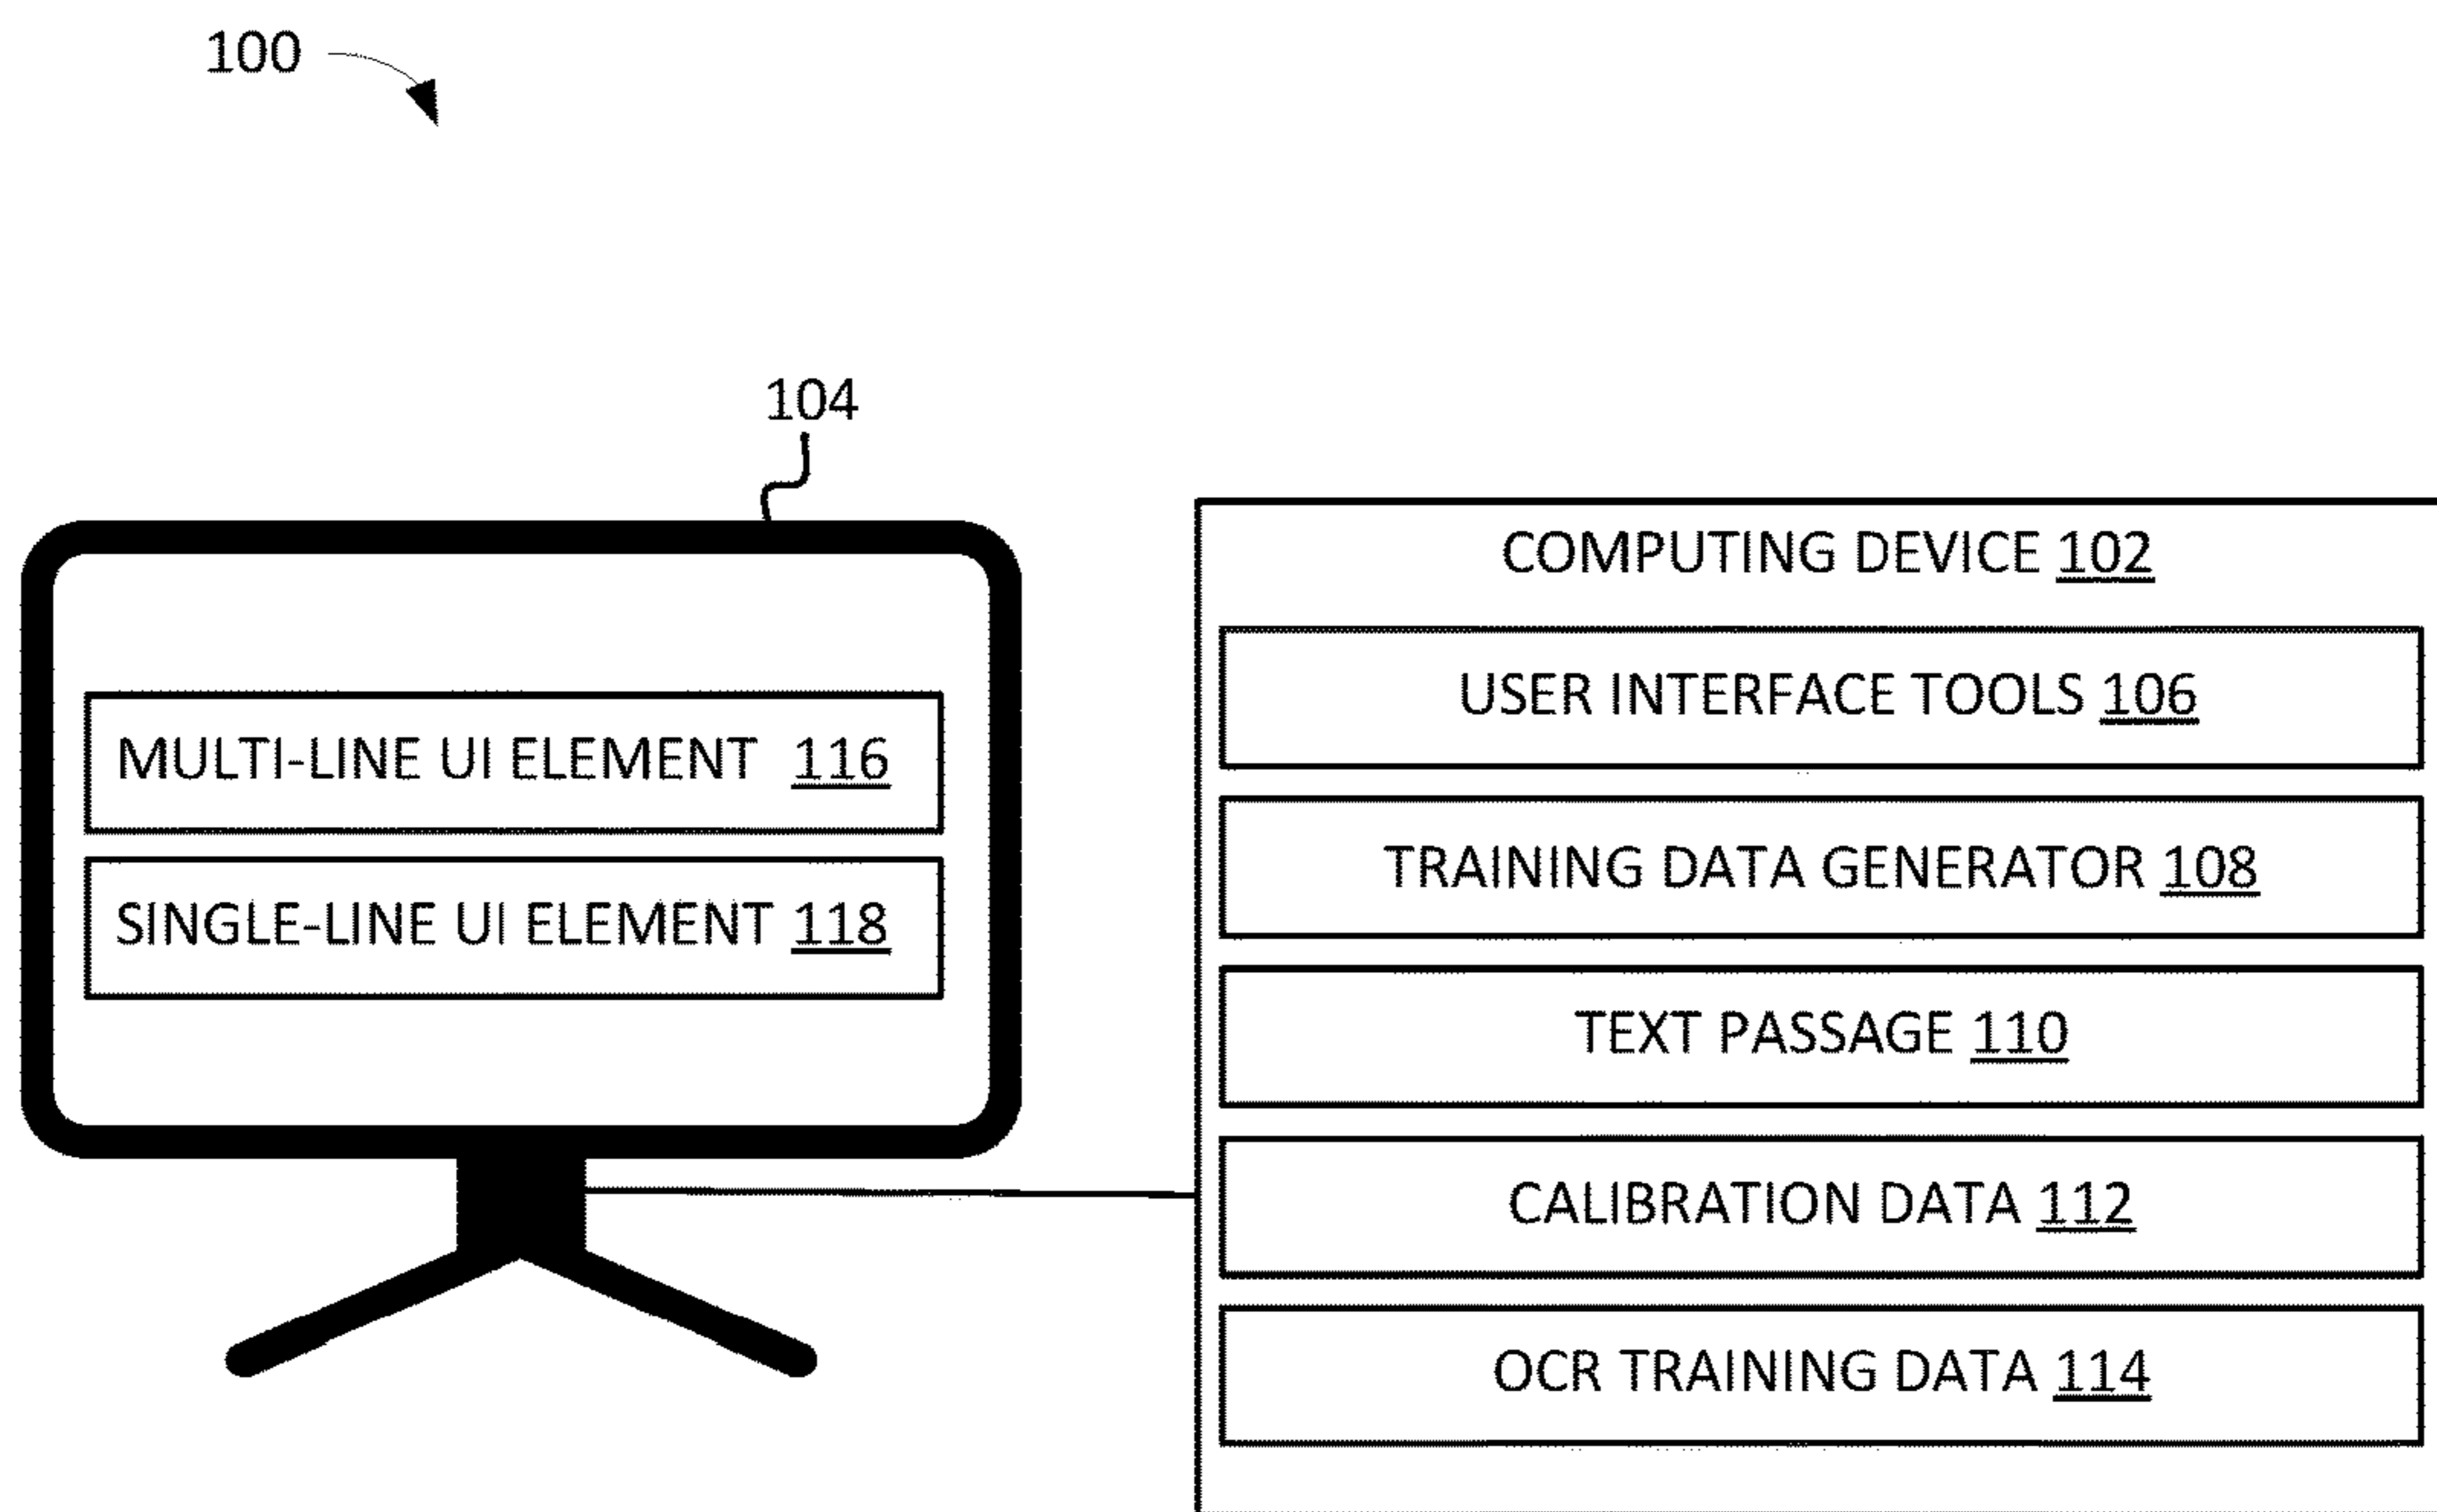 100
104
MULTI-LINE UI ELEMENT 116
SINGLE-LINE UI ELEMENT 118
COMPUTING DEVICE 102
USER INTERFACE TOOLS 106
TRAINING DATA GENERATOR 108
TEXT PASSAGE 110
CALIBRATION DATA 112
OCR TRAINING DATA 114